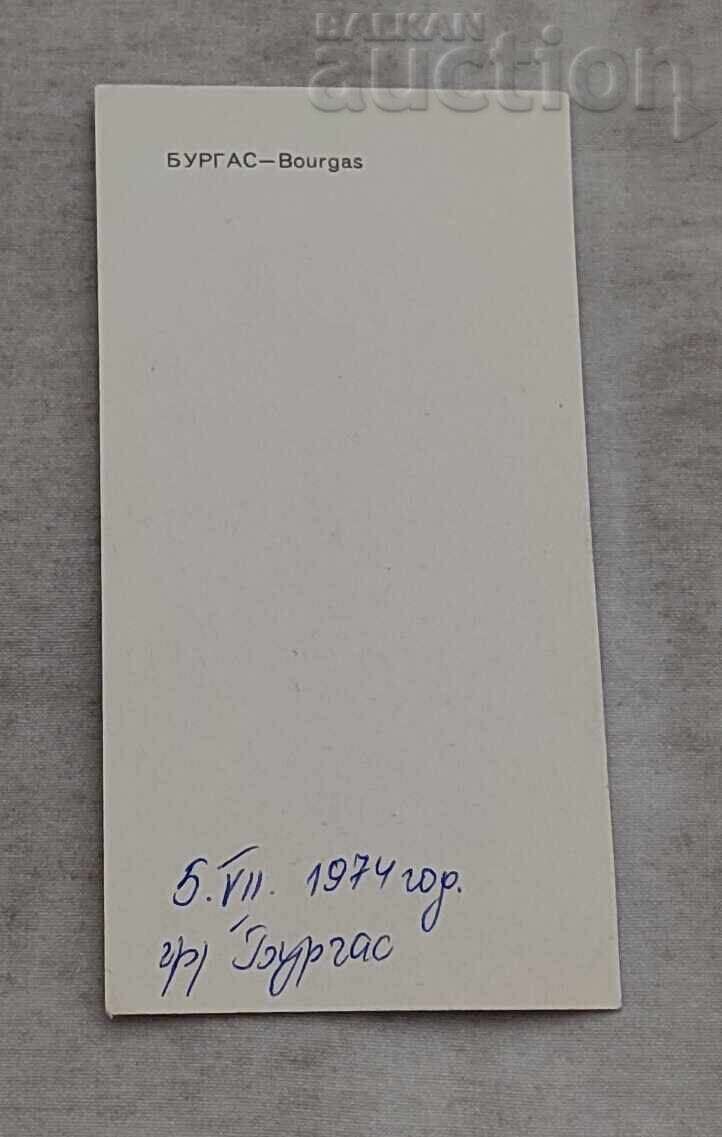 BALKAN
auction
БУРГАС—Bourgas
5.VII. 1974 год.
гр. Бургас